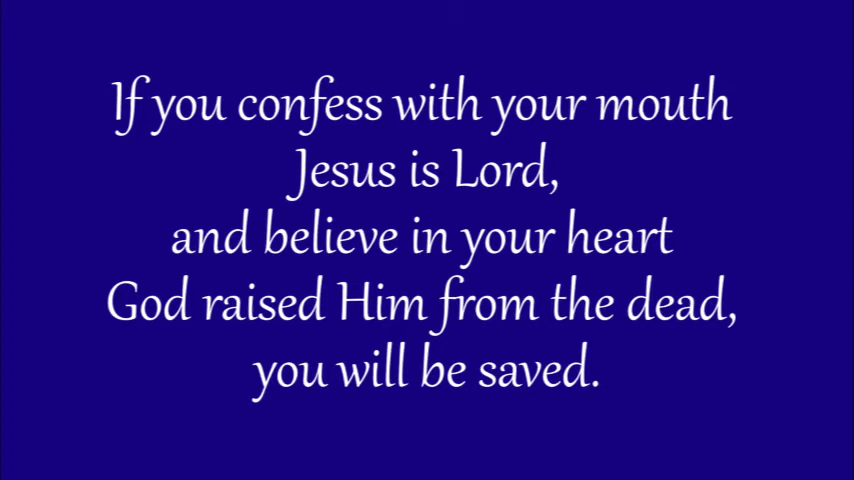 If you confess with your mouth
Jesus is Lord,
and believe in your heart
God raised Him from the dead,
you will be saved.